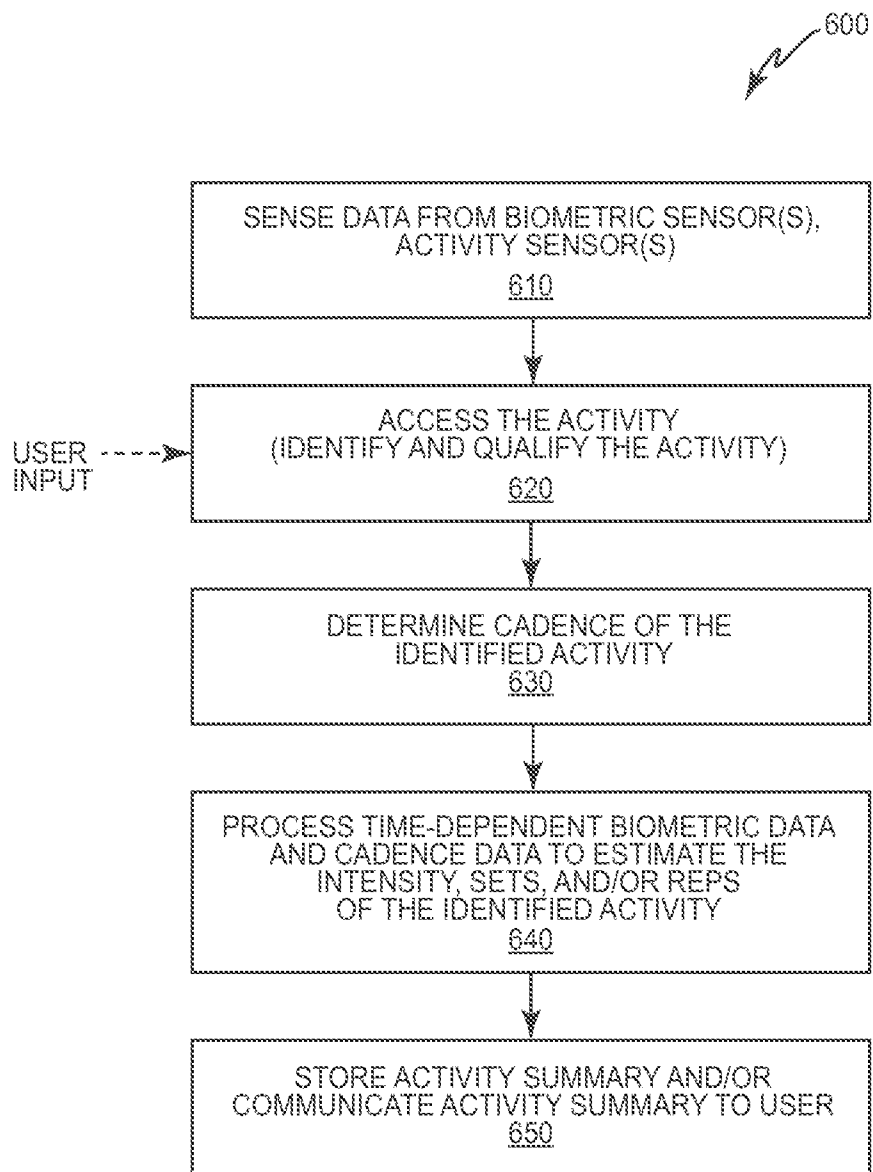 600
SENSE DATA FROM BIOMETRIC SENSOR(S),
ACTIVITY SENSOR(S)
610
ACCESS THE ACTIVITY
(IDENTIFY AND QUALIFY THE ACTIVITY)
620
USER
INPUT
DETERMINE CADENCE OF THE
IDENTIFIED ACTIVITY
630
PROCESS TIME-DEPENDENT BIOMETRIC DATA
AND CADENCE DATA TO ESTIMATE THE
INTENSITY, SETS, AND/OR REPS
OF THE IDENTIFIED ACTIVITY
640
STORE ACTIVITY SUMMARY AND/OR
COMMUNICATE ACTIVITY SUMMARY TO USER
650